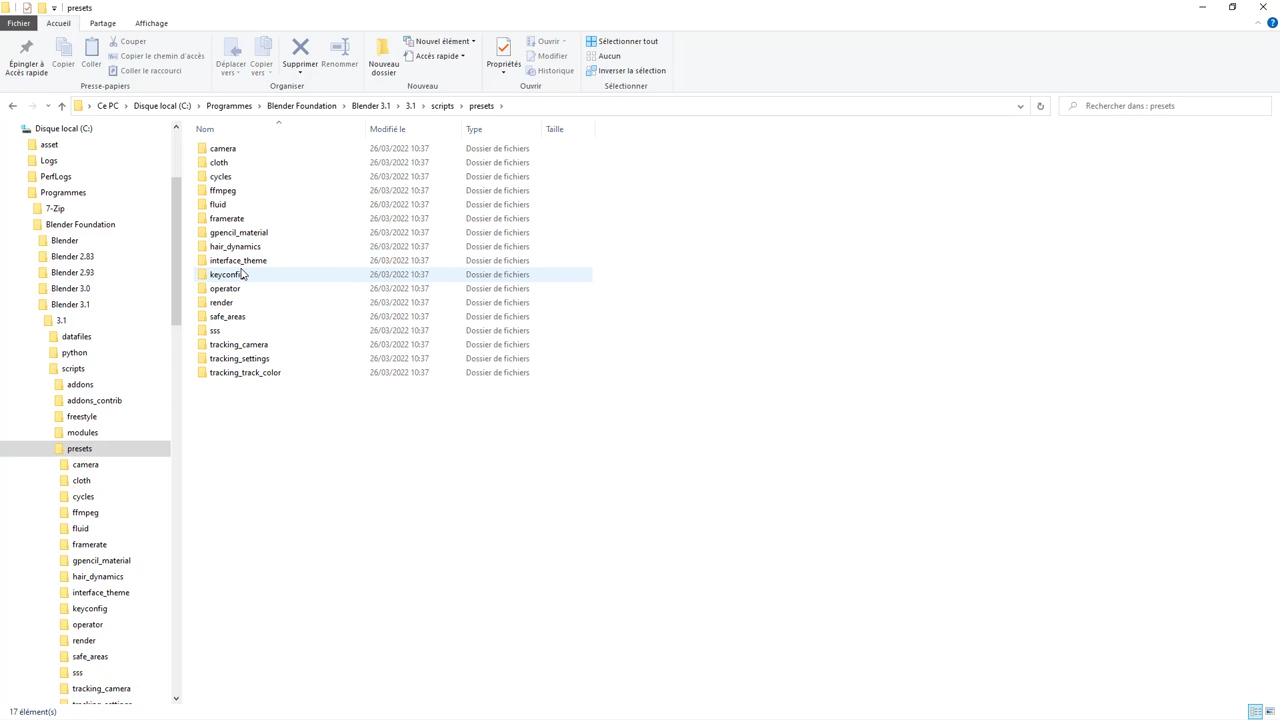 presets
Fichier Accueil Partage Affichage
Épingler à Accès rapide
Copier
Coller
Couper
Copier le chemin d'accès
Coller le raccourci
Presse-papiers
Déplacer vers
Copier vers
Supprimer
Renommer
Organiser
Nouveau dossier
Nouvel élément
Accès rapide
Nouveau
Propriétés
Ouvrir
Modifier
Historique
Ouvrir
Sélectionner tout
Aucun
Inverser la sélection
Sélectionner
Ce PC > Disque local (C:) > Programmes > Blender Foundation > Blender 3.1 > 3.1 > scripts > presets >
Rechercher dans : presets
Disque local (C:)
asset
Logs
PerfLogs
Programmes
7-Zip
Blender Foundation
Blender
Blender 2.83
Blender 2.93
Blender 3.0
Blender 3.1
3.1
datafiles
python
scripts
addons
addons_contrib
freestyle
modules
presets
camera
cloth
cycles
ffmpeg
fluid
framerate
gpencil_material
hair_dynamics
interface_theme
keyconfig
operator
render
safe_areas
sss
tracking_camera
tracking_settings
Nom Modifié le Type Taille
camera 26/03/2022 10:37 Dossier de fichiers
cloth 26/03/2022 10:37 Dossier de fichiers
cycles 26/03/2022 10:37 Dossier de fichiers
ffmpeg 26/03/2022 10:37 Dossier de fichiers
fluid 26/03/2022 10:37 Dossier de fichiers
framerate 26/03/2022 10:37 Dossier de fichiers
gpencil_material 26/03/2022 10:37 Dossier de fichiers
hair_dynamics 26/03/2022 10:37 Dossier de fichiers
interface_theme 26/03/2022 10:37 Dossier de fichiers
keyconfig 26/03/2022 10:37 Dossier de fichiers
operator 26/03/2022 10:37 Dossier de fichiers
render 26/03/2022 10:37 Dossier de fichiers
safe_areas 26/03/2022 10:37 Dossier de fichiers
sss 26/03/2022 10:37 Dossier de fichiers
tracking_camera 26/03/2022 10:37 Dossier de fichiers
tracking_settings 26/03/2022 10:37 Dossier de fichiers
tracking_track_color 26/03/2022 10:37 Dossier de fichiers
17 élément(s)